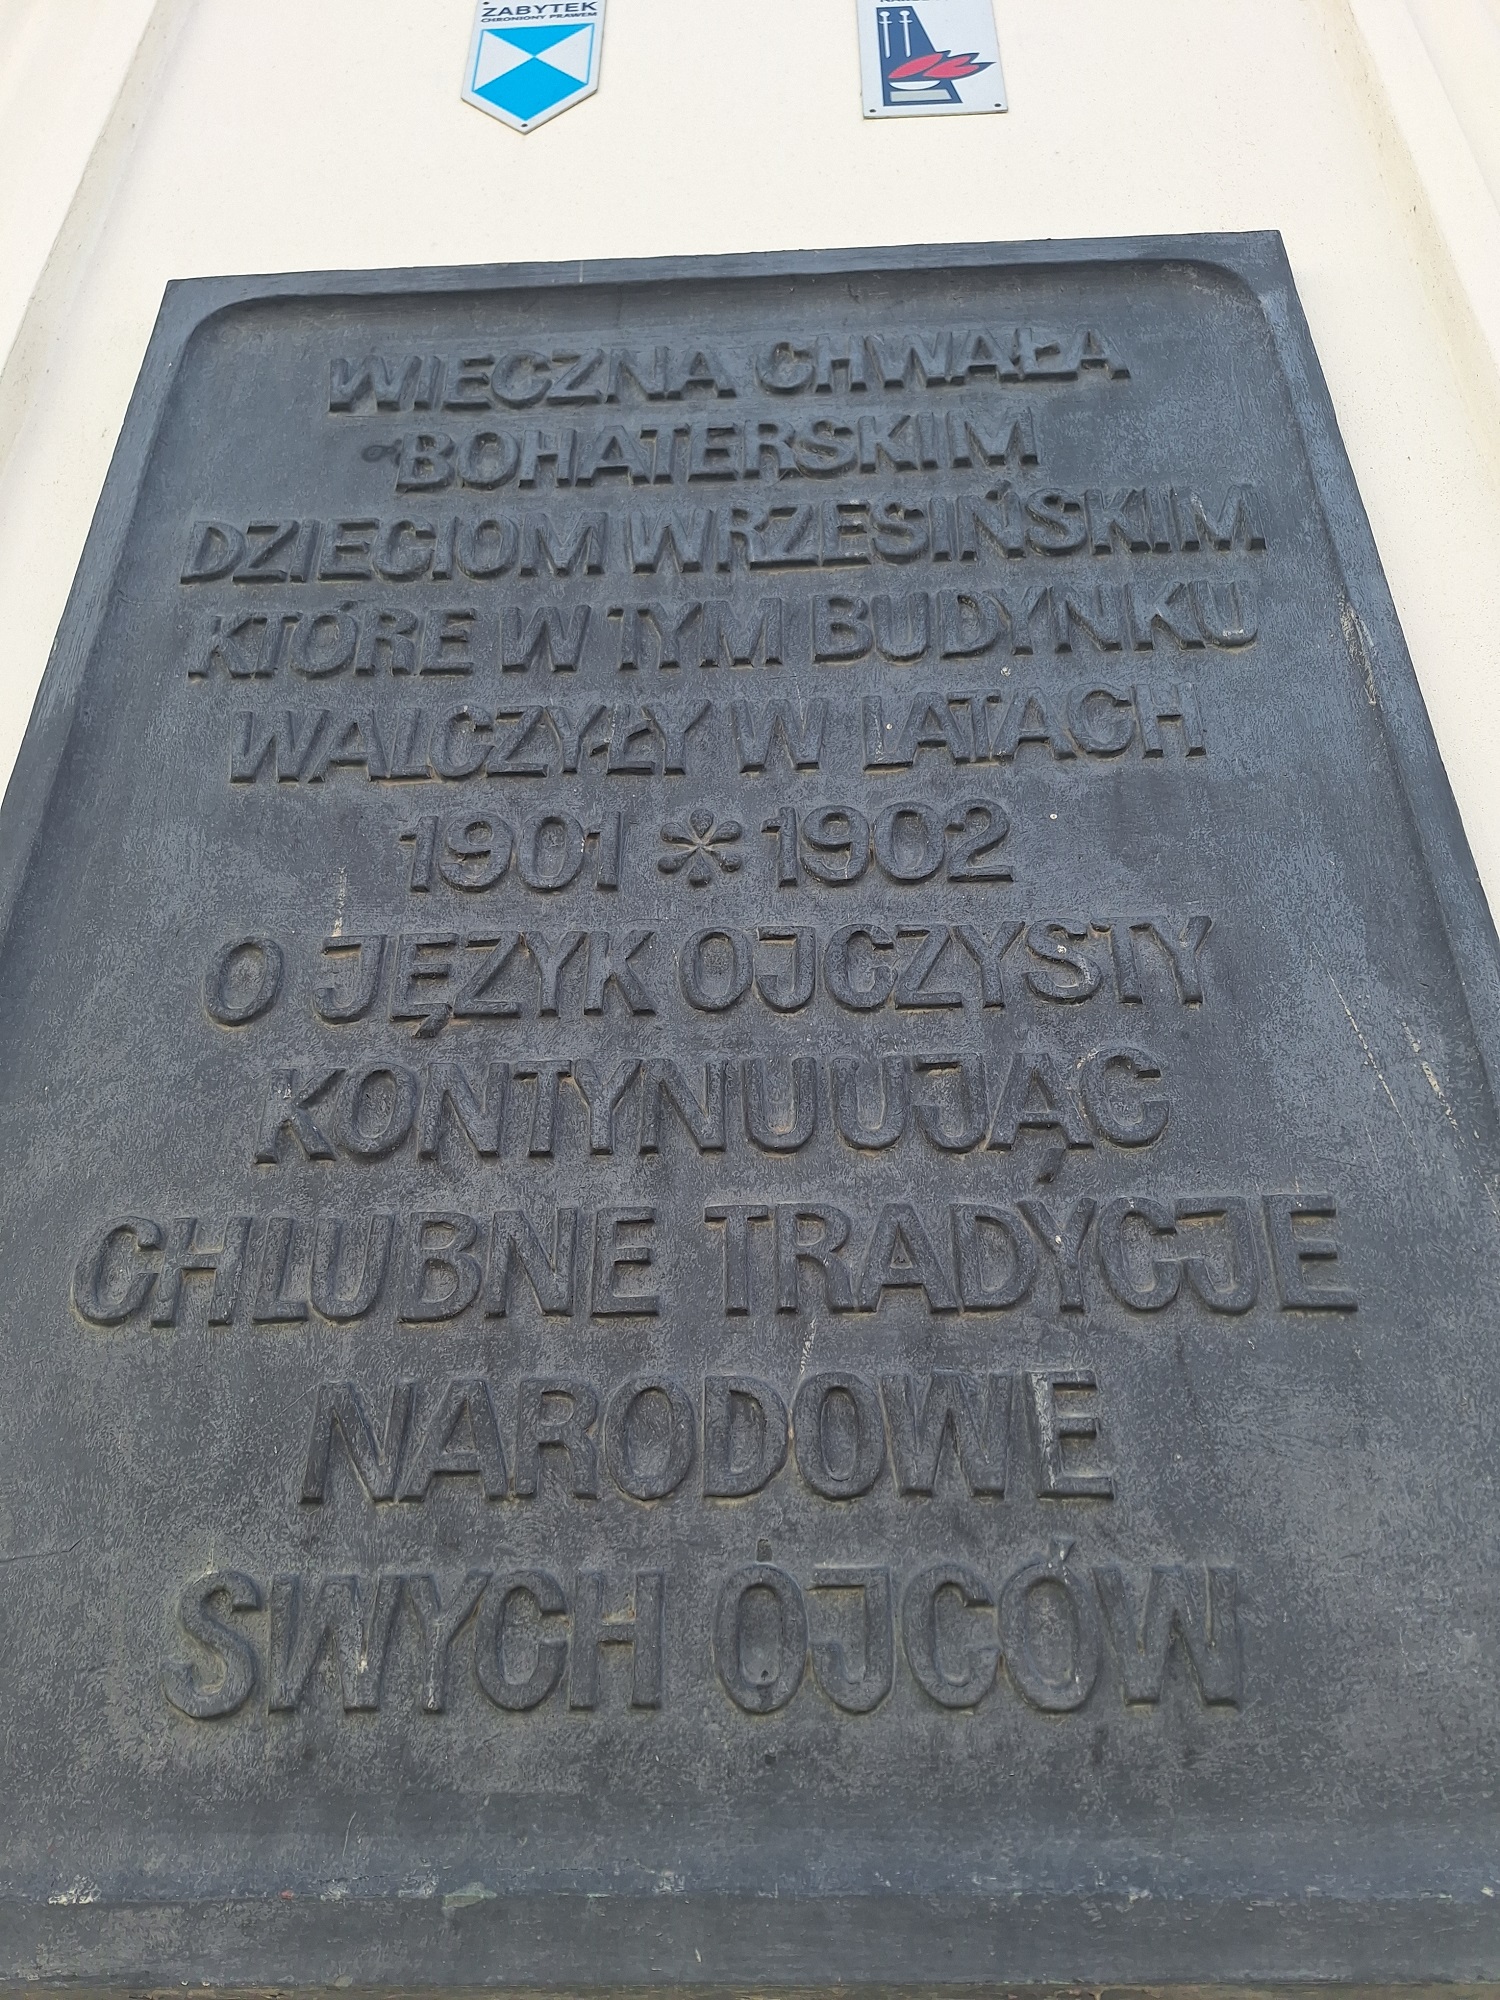 ZABYTEK
CHRONIONY PRAWEM
WIECZNA CHWAŁA
BOHATERSKIM
DZIECIOM WRZESIŃSKIM
KTÓRE W TYM BUDYNKU
WALCZYŁY W LATACH
1901 * 1902
O JĘZYK OJCZYSTY
KONTYNUUJĄC
CHLUBNE TRADYCJE
NARODOWE
SWYCH OJCÓW